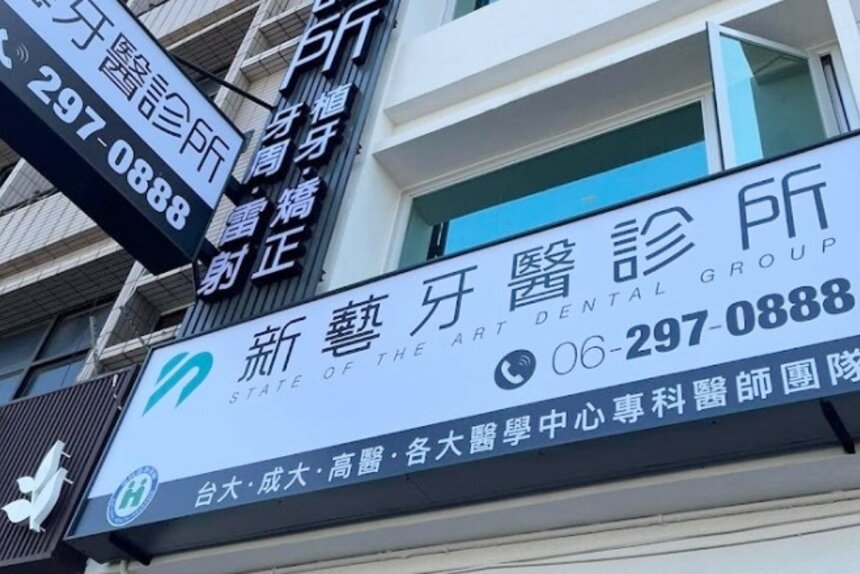 牙醫診所
297-0888
診所
植牙·矯正
牙周·雷射
新藝牙醫診所
STATE OF THE ART DENTAL GROUP
06-297-0888
台大·成大·高醫·各大醫學中心專科醫師團隊